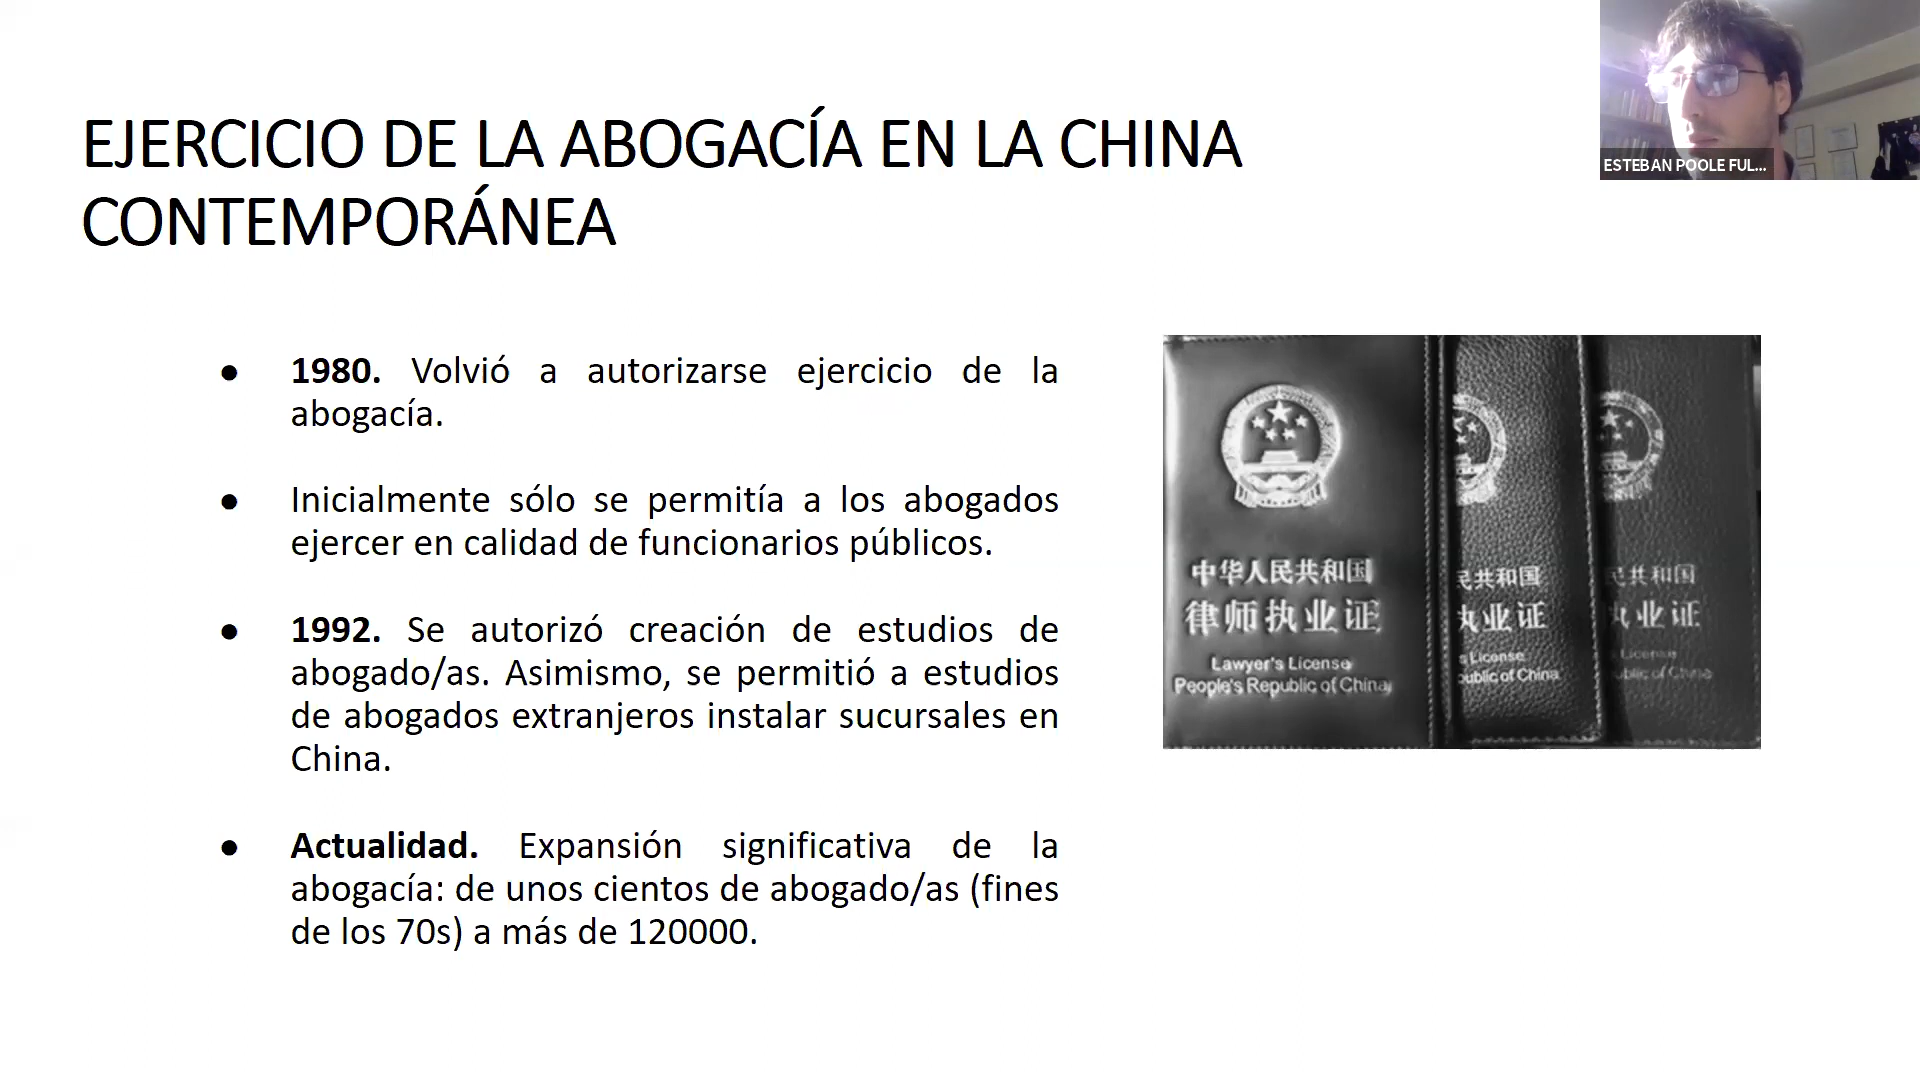 EJERCICIO DE LA ABOGACÍA EN LA CHINA
CONTEMPORÁNEA
ESTEBAN POOLE FUL...
● 1980. Volvió a autorizarse ejercicio de la
abogacía.
● Inicialmente sólo se permitía a los abogados
ejercer en calidad de funcionarios públicos.
● 1992. Se autorizó creación de estudios de
abogado/as. Asimismo, se permitió a estudios
de abogados extranjeros instalar sucursales en
China.
● Actualidad. Expansión significativa de la
abogacía: de unos cientos de abogado/as (fines
de los 70s) a más de 120000.
中华人民共和国
律师执业证
Lawyer's License
People's Republic of China
民共和国
执业证
License
public of China
共和国
业证
License
ublic of China